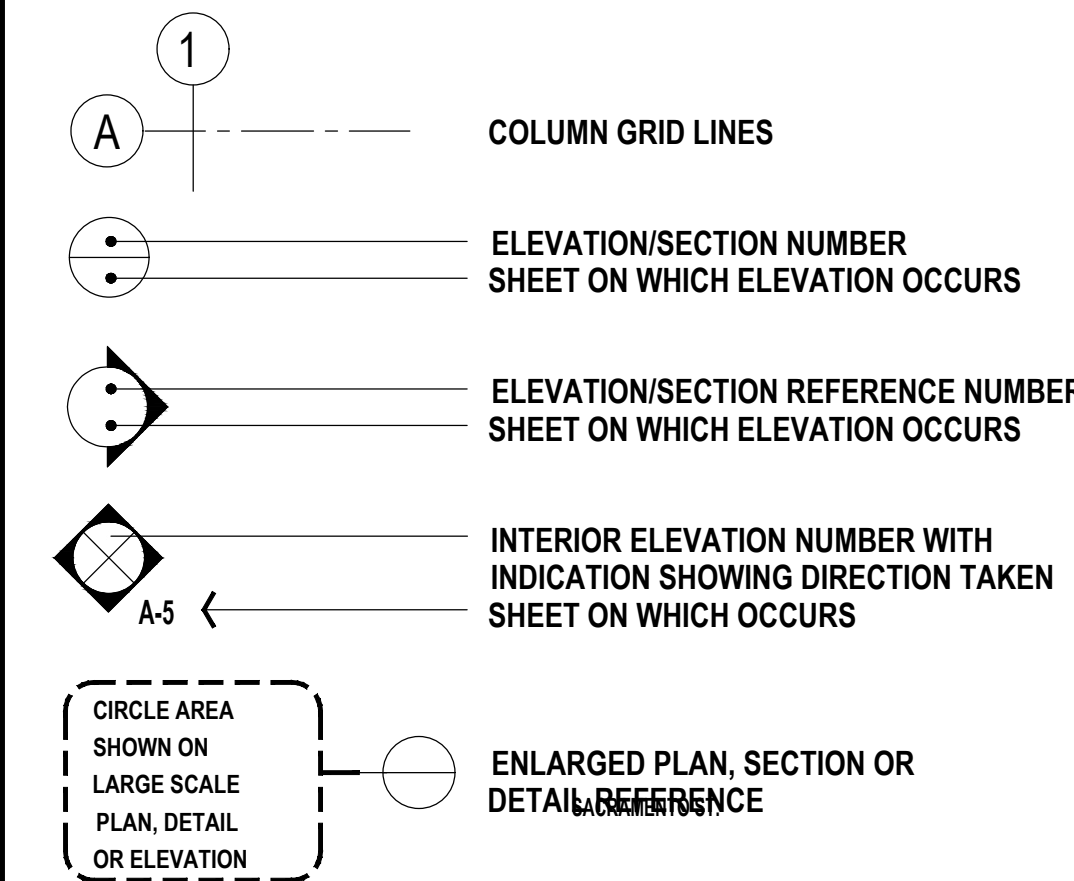 1
A
COLUMN GRID LINES
ELEVATION/SECTION NUMBER
SHEET ON WHICH ELEVATION OCCURS
ELEVATION/SECTION REFERENCE NUMBER
SHEET ON WHICH ELEVATION OCCURS
INTERIOR ELEVATION NUMBER WITH
INDICATION SHOWING DIRECTION TAKEN
A-5
SHEET ON WHICH OCCURS
CIRCLE AREA
SHOWN ON
LARGE SCALE
PLAN, DETAIL
OR ELEVATION
ENLARGED PLAN, SECTION OR
DETAIL REFERENCE
SACRAMENTO ST.